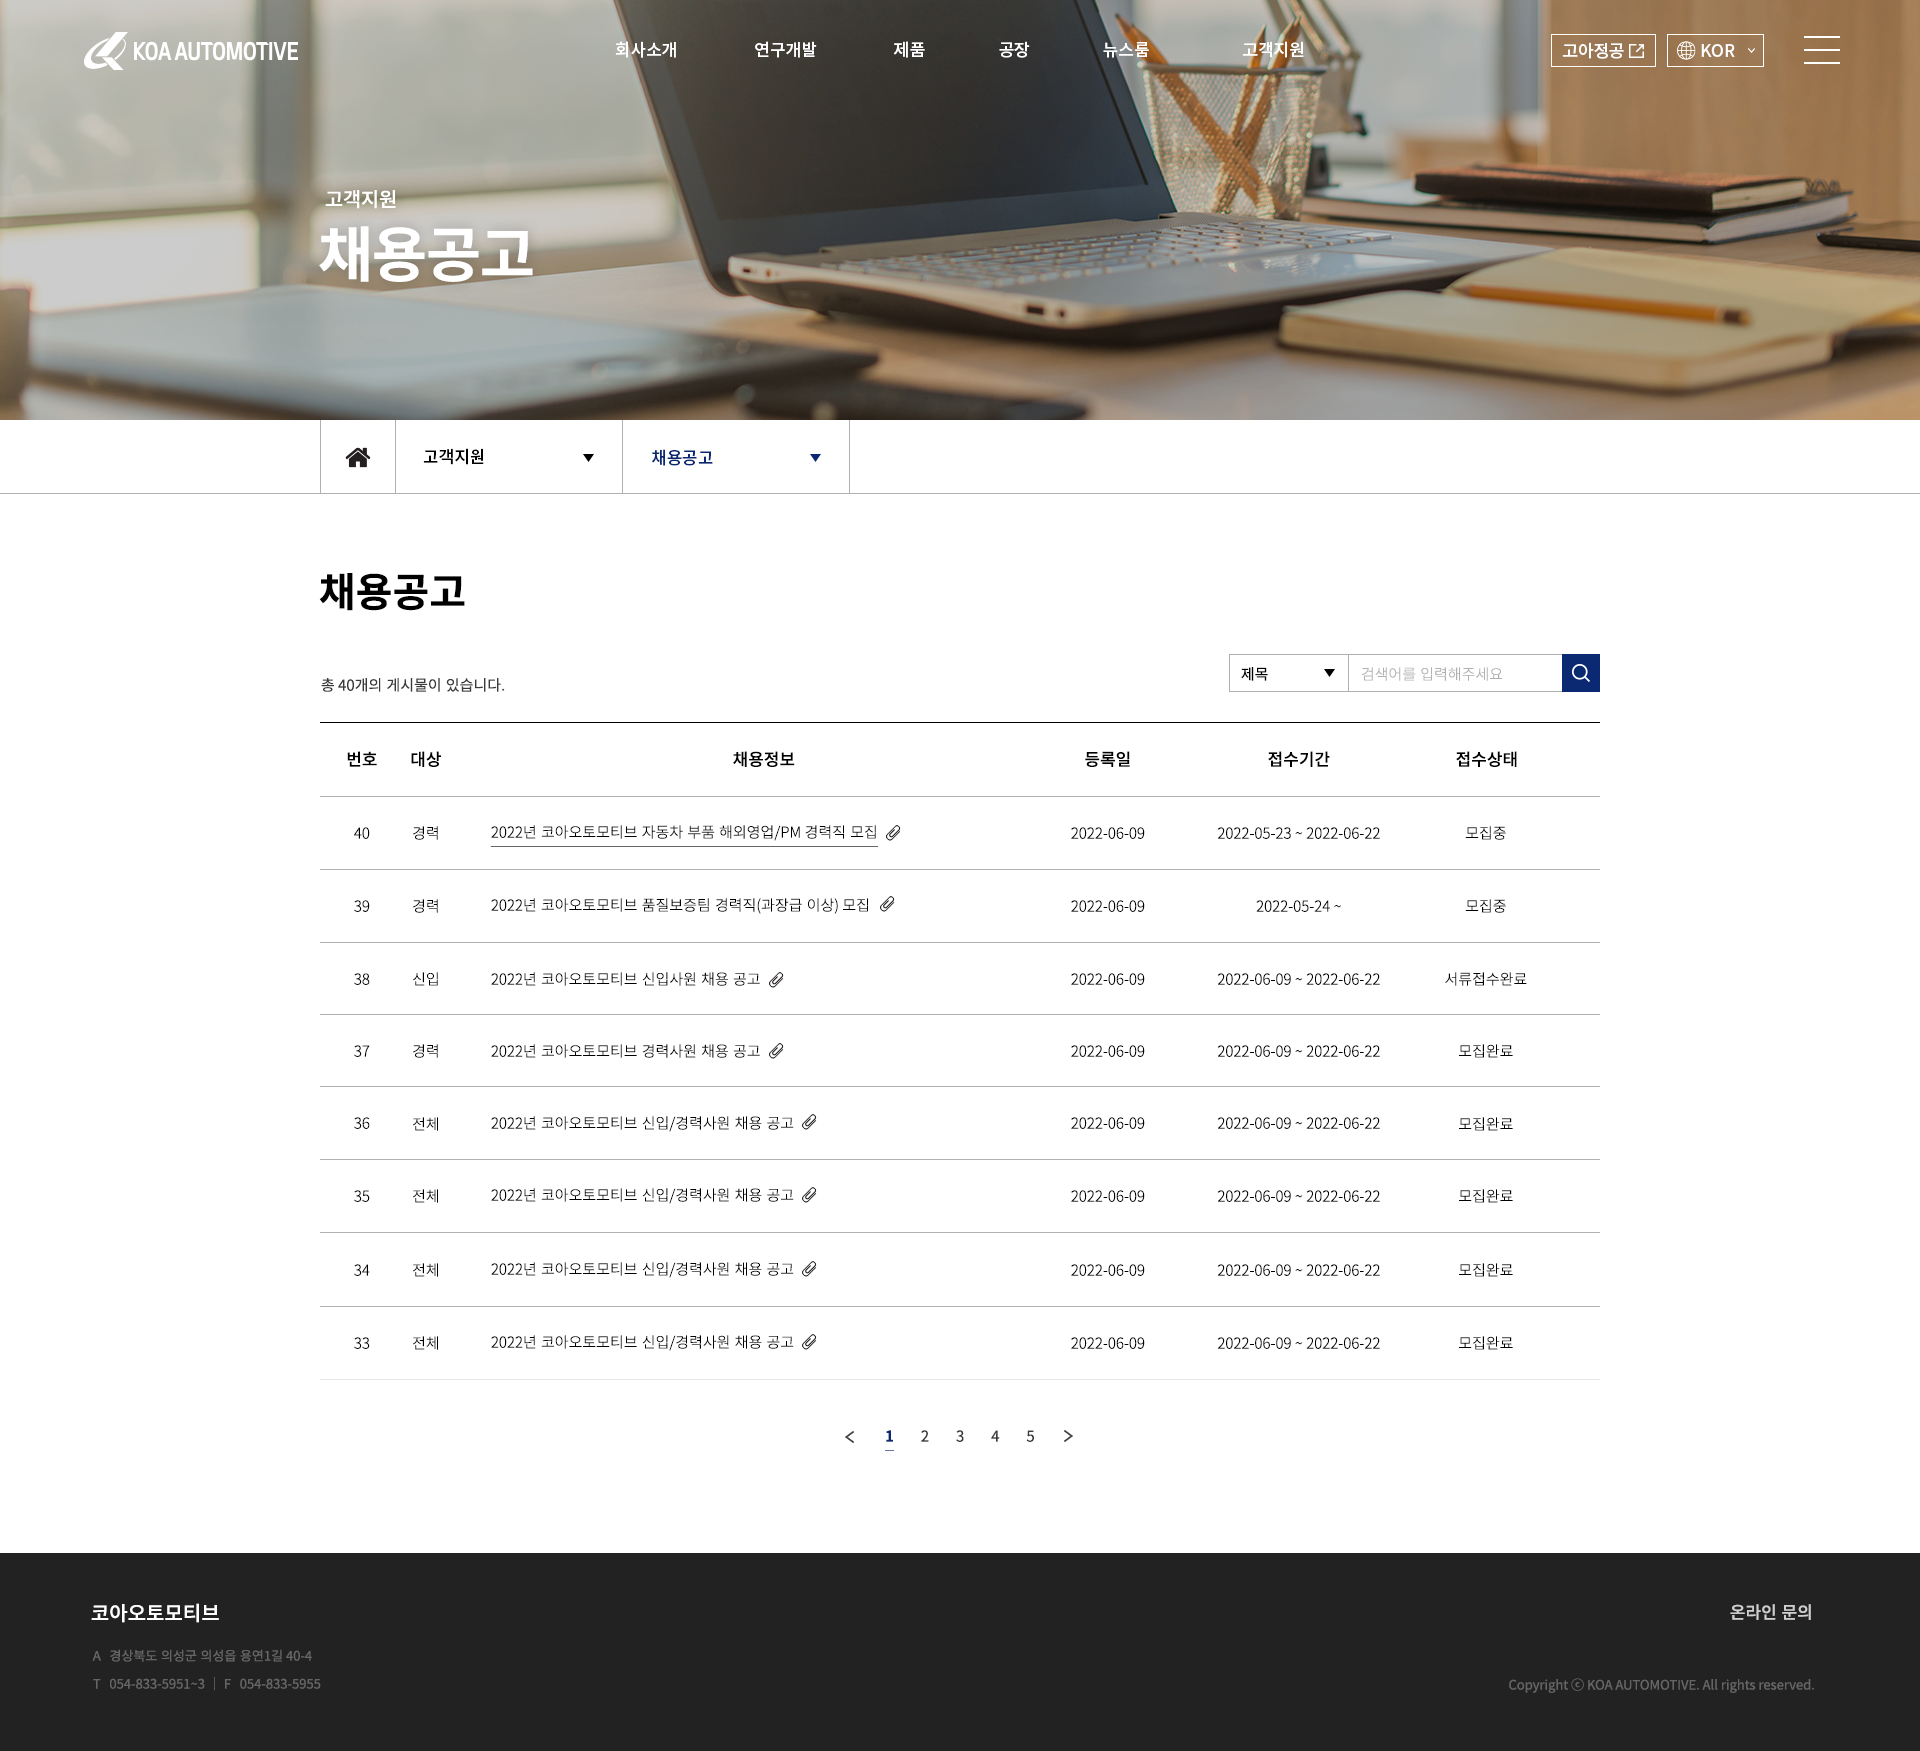 KOA AUTOMOTIVE 회사소개 연구개발 제품 공장 뉴스룸 고객지원 고아정공 KOR
고객지원
채용공고
고객지원 채용공고
채용공고
총 40개의 게시물이 있습니다. 제목 검색어를 입력해주세요
번호 대상 채용정보 등록일 접수기간 접수상태
40 경력 2022년 코아오토모티브 자동차 부품 해외영업/PM 경력직 모집 2022-06-09 2022-05-23 ~ 2022-06-22 모집중
39 경력 2022년 코아오토모티브 품질보증팀 경력직(과장급 이상) 모집 2022-06-09 2022-05-24 ~ 모집중
38 신입 2022년 코아오토모티브 신입사원 채용 공고 2022-06-09 2022-06-09 ~ 2022-06-22 서류접수완료
37 경력 2022년 코아오토모티브 경력사원 채용 공고 2022-06-09 2022-06-09 ~ 2022-06-22 모집완료
36 전체 2022년 코아오토모티브 신입/경력사원 채용 공고 2022-06-09 2022-06-09 ~ 2022-06-22 모집완료
35 전체 2022년 코아오토모티브 신입/경력사원 채용 공고 2022-06-09 2022-06-09 ~ 2022-06-22 모집완료
34 전체 2022년 코아오토모티브 신입/경력사원 채용 공고 2022-06-09 2022-06-09 ~ 2022-06-22 모집완료
33 전체 2022년 코아오토모티브 신입/경력사원 채용 공고 2022-06-09 2022-06-09 ~ 2022-06-22 모집완료
< 1 2 3 4 5 >
코아오토모티브 온라인 문의
A 경상북도 의성군 의성읍 용연1길 40-4
T 054-833-5951~3 | F 054-833-5955 Copyright ⓒ KOA AUTOMOTIVE. All rights reserved.